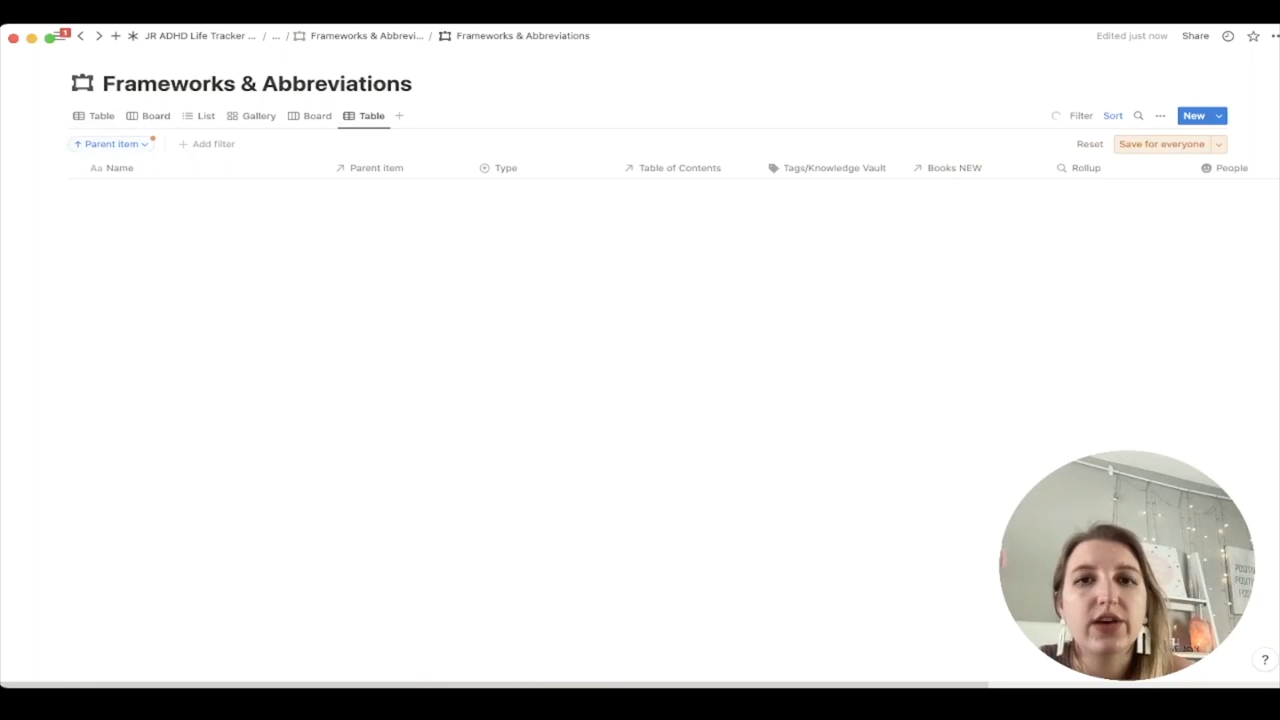 1
JR ADHD Life Tracker ... / ... / Frameworks & Abbrevi... / Frameworks & Abbreviations
Edited just now Share
Frameworks & Abbreviations
Table Board List Gallery Board Table
Filter Sort New
Parent item Add filter
Reset Save for everyone
Aa Name Parent item Type Table of Contents Tags/Knowledge Vault Books NEW Rollup People
?